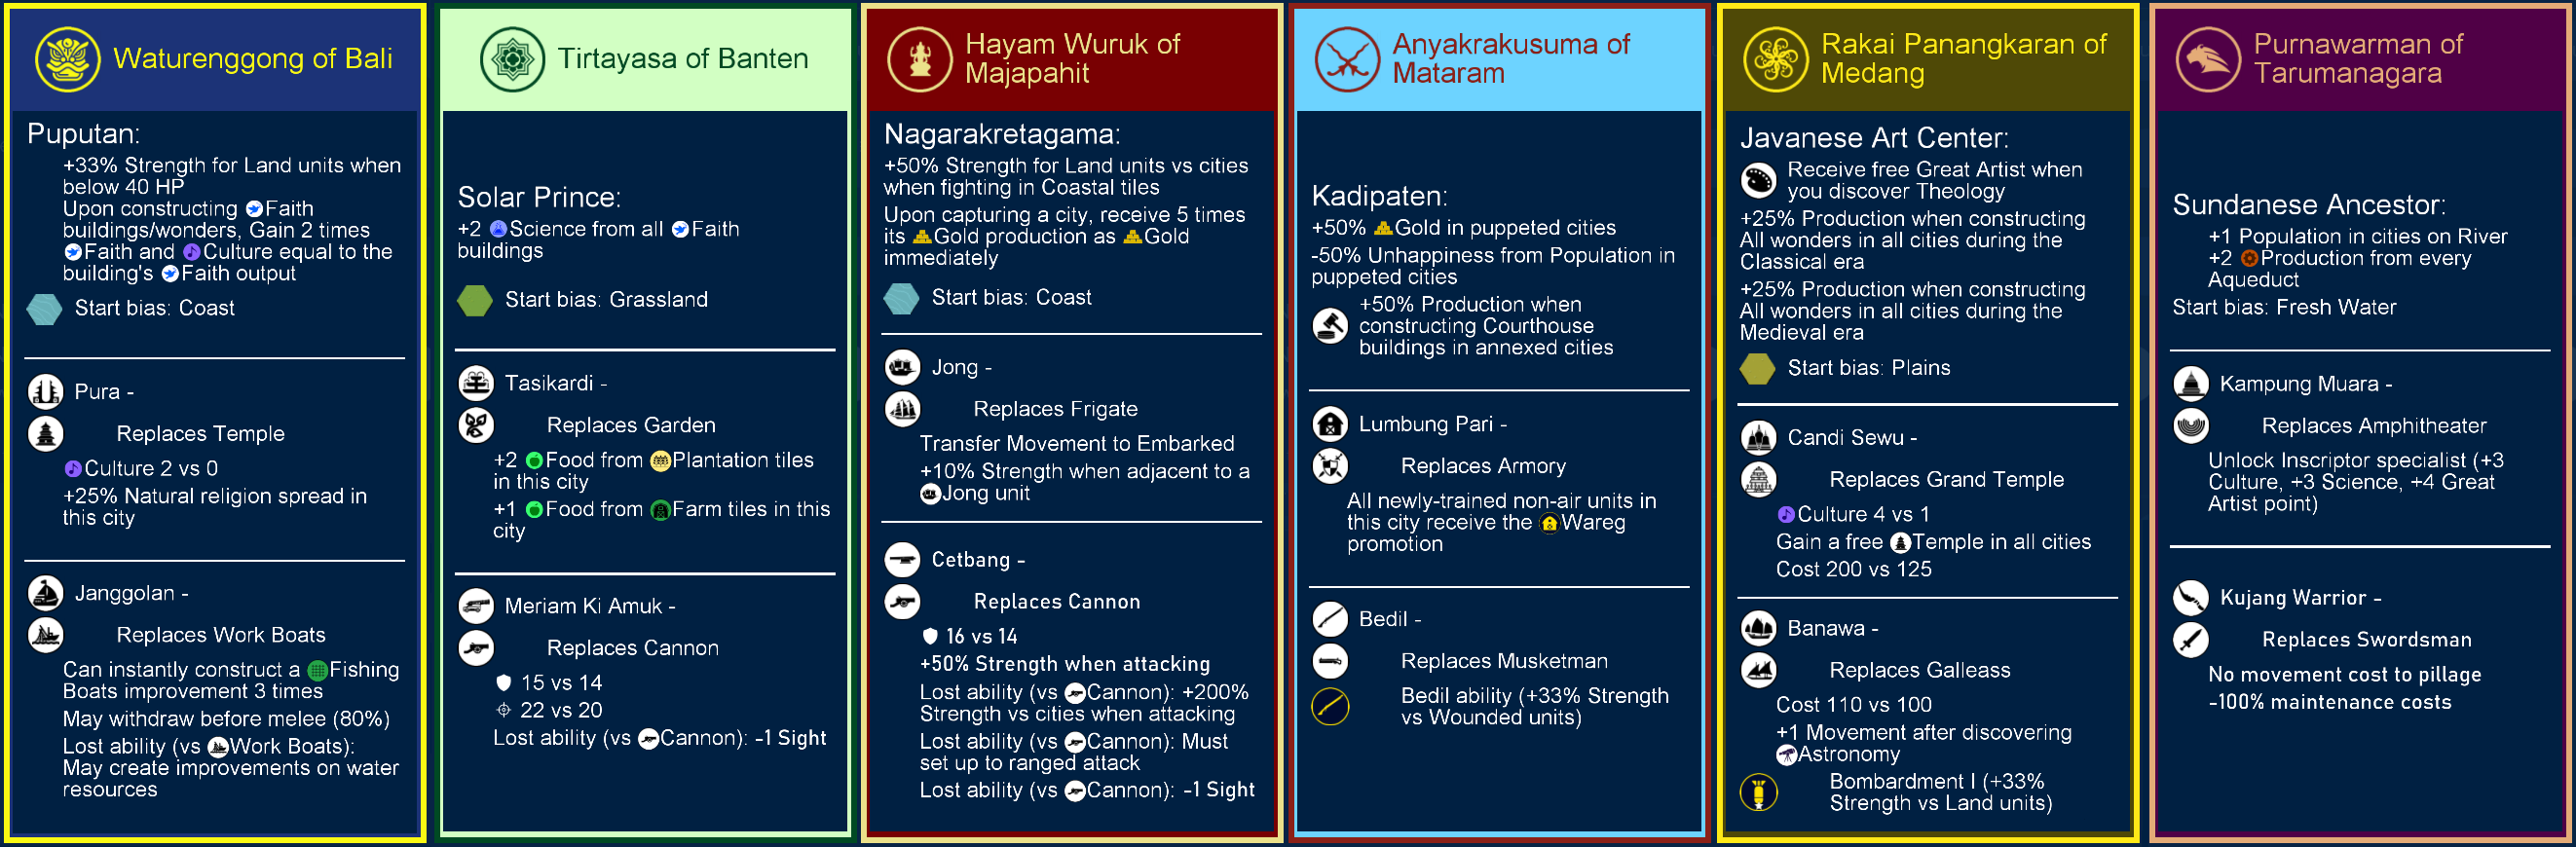 Waturenggong of Bali
Puputan:
+33% Strength for Land units when
below 40 HP
Upon constructing Faith
buildings/wonders, Gain 2 times
Faith and Culture equal to the
building's Faith output
Start bias: Coast
Pura -
Replaces Temple
Culture 2 vs 0
+25% Natural religion spread in
this city
Janggolan -
Replaces Work Boats
Can instantly construct a Fishing
Boats improvement 3 times
May withdraw before melee (80%)
Lost ability (vs Work Boats):
May create improvements on water
resources
Tirtayasa of Banten
Solar Prince:
+2 Science from all Faith
buildings
Start bias: Grassland
Tasikardi -
Replaces Garden
+2 Food from Plantation tiles
in this city
+1 Food from Farm tiles in this
city
Meriam Ki Amuk -
Replaces Cannon
15 vs 14
22 vs 20
Lost ability (vs Cannon): -1 Sight
Hayam Wuruk of
Majapahit
Nagarakretagama:
+50% Strength for Land units vs cities
when fighting in Coastal tiles
Upon capturing a city, receive 5 times
its Gold production as Gold
immediately
Start bias: Coast
Jong -
Replaces Frigate
Transfer Movement to Embarked
+10% Strength when adjacent to a
Jong unit
Cetbang -
Replaces Cannon
16 vs 14
+50% Strength when attacking
Lost ability (vs Cannon): +200%
Strength vs cities when attacking
Lost ability (vs Cannon): Must
set up to ranged attack
Lost ability (vs Cannon): -1 Sight
Anyakrakusuma of
Mataram
Kadipaten:
+50% Gold in puppeted cities
-50% Unhappiness from Population in
puppeted cities
+50% Production when
constructing Courthouse
buildings in annexed cities
Lumbung Pari -
Replaces Armory
All newly-trained non-air units in
this city receive the Wareg
promotion
Bedil -
Replaces Musketman
Bedil ability (+33% Strength
vs Wounded units)
Rakai Panangkaran of
Medang
Javanese Art Center:
Receive free Great Artist when
you discover Theology
+25% Production when constructing
All wonders in all cities during the
Classical era
+25% Production when constructing
All wonders in all cities during the
Medieval era
Start bias: Plains
Candi Sewu -
Replaces Grand Temple
Culture 4 vs 1
Gain a free Temple in all cities
Cost 200 vs 125
Banawa -
Replaces Galleass
Cost 110 vs 100
+1 Movement after discovering
Astronomy
Bombardment I (+33%
Strength vs Land units)
Purnawarman of
Tarumanagara
Sundanese Ancestor:
+1 Population in cities on River
+2 Production from every
Aqueduct
Start bias: Fresh Water
Kampung Muara -
Replaces Amphitheater
Unlock Inscriptor specialist (+3
Culture, +3 Science, +4 Great
Artist point)
Kujang Warrior -
Replaces Swordsman
No movement cost to pillage
-100% maintenance costs